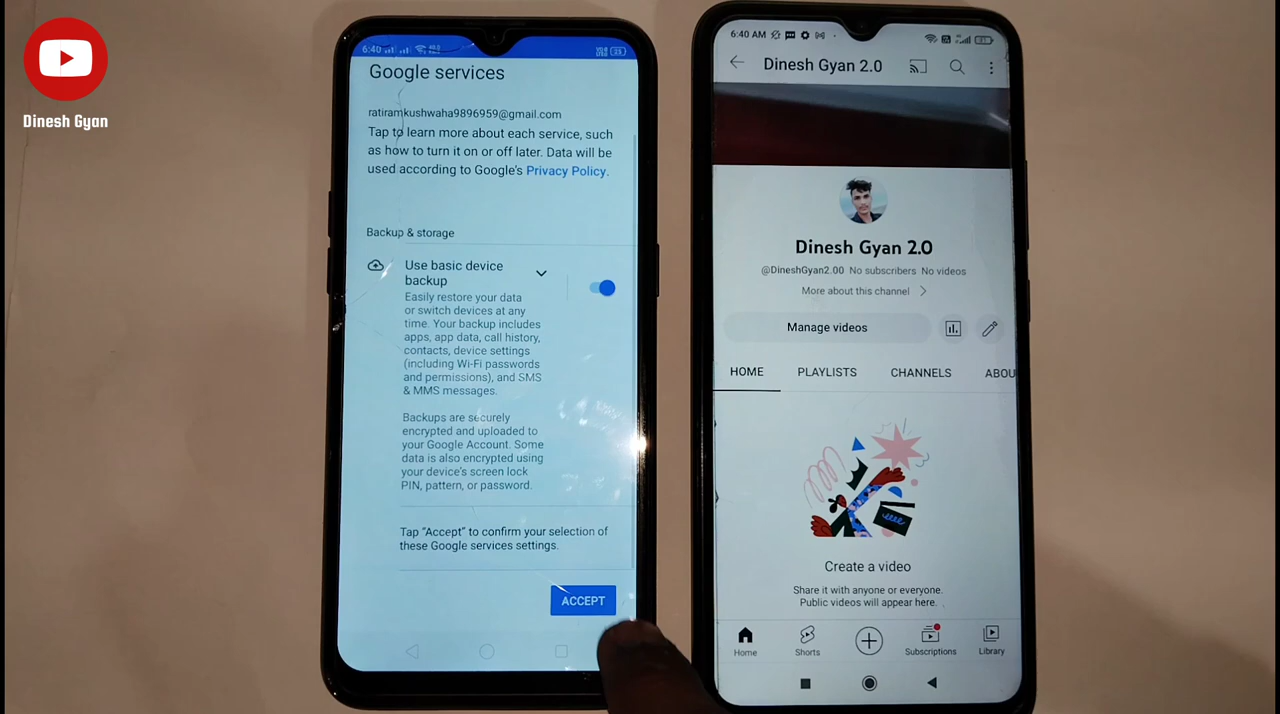 Dinesh Gyan
6:40
Google services
ratiramkushwaha9896959@gmail.com
Tap to learn more about each service, such
as how to turn it on or off later. Data will be
used according to Google's Privacy Policy.
Backup & storage
Use basic device
backup
Easily restore your data
or switch devices at any
time. Your backup includes
apps, app data, call history,
contacts, device settings
(including Wi-Fi passwords
and permissions), and SMS
& MMS messages.
Backups are securely
encrypted and uploaded to
your Google Account. Some
data is also encrypted using
your device's screen lock
PIN, pattern, or password.
Tap "Accept" to confirm your selection of
these Google services settings.
ACCEPT
6:40 AM
Dinesh Gyan 2.0
Dinesh Gyan 2.0
@DineshGyan2.00 No subscribers No videos
More about this channel
Manage videos
HOME PLAYLISTS CHANNELS ABOU
Create a video
Share it with anyone or everyone.
Public videos will appear here.
Home Shorts Subscriptions Library